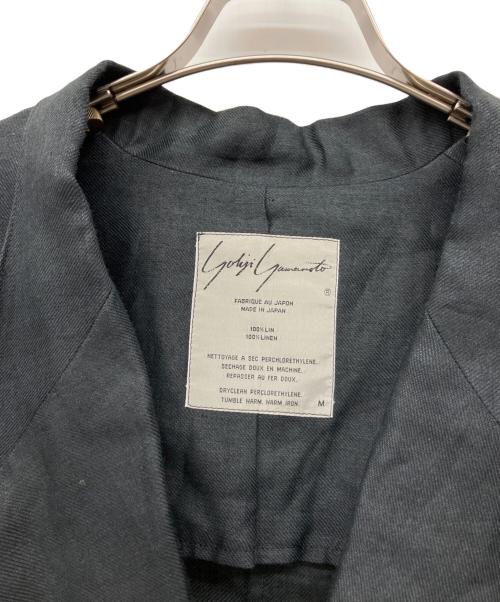 Yohji Yamamoto
®
FABRIQUE AU JAPON
MADE IN JAPAN
100% LIN
100% LINEN
NETTOYAGE A SEC PERCHLORETHYLENE.
SECHAGE DOUX EN MACHINE.
REPASSER AU FER DOUX.
DRYCLEAN PERCLORETHYLENE.
TUMBLE WARM, WARM IRON. M